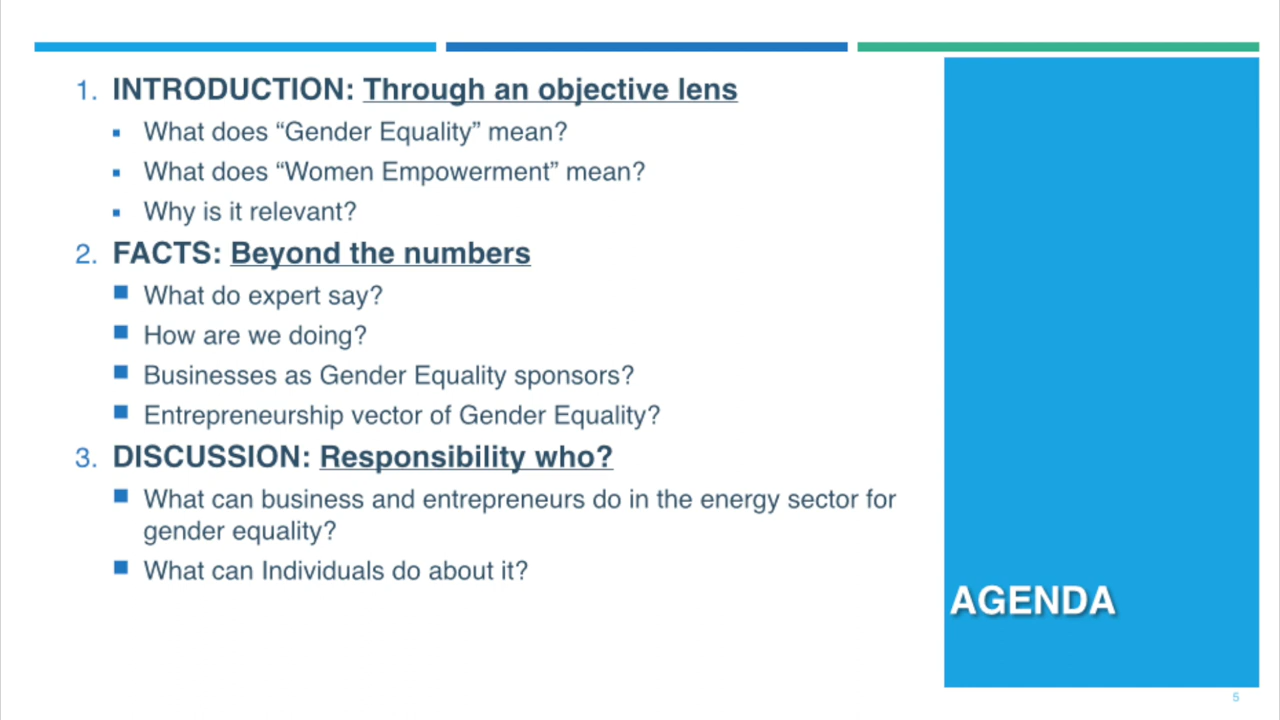 1. INTRODUCTION: Through an objective lens
▪ What does “Gender Equality” mean?
▪ What does “Women Empowerment” mean?
▪ Why is it relevant?
2. FACTS: Beyond the numbers
■ What do expert say?
■ How are we doing?
■ Businesses as Gender Equality sponsors?
■ Entrepreneurship vector of Gender Equality?
3. DISCUSSION: Responsibility who?
■ What can business and entrepreneurs do in the energy sector for
gender equality?
■ What can Individuals do about it?
AGENDA
5